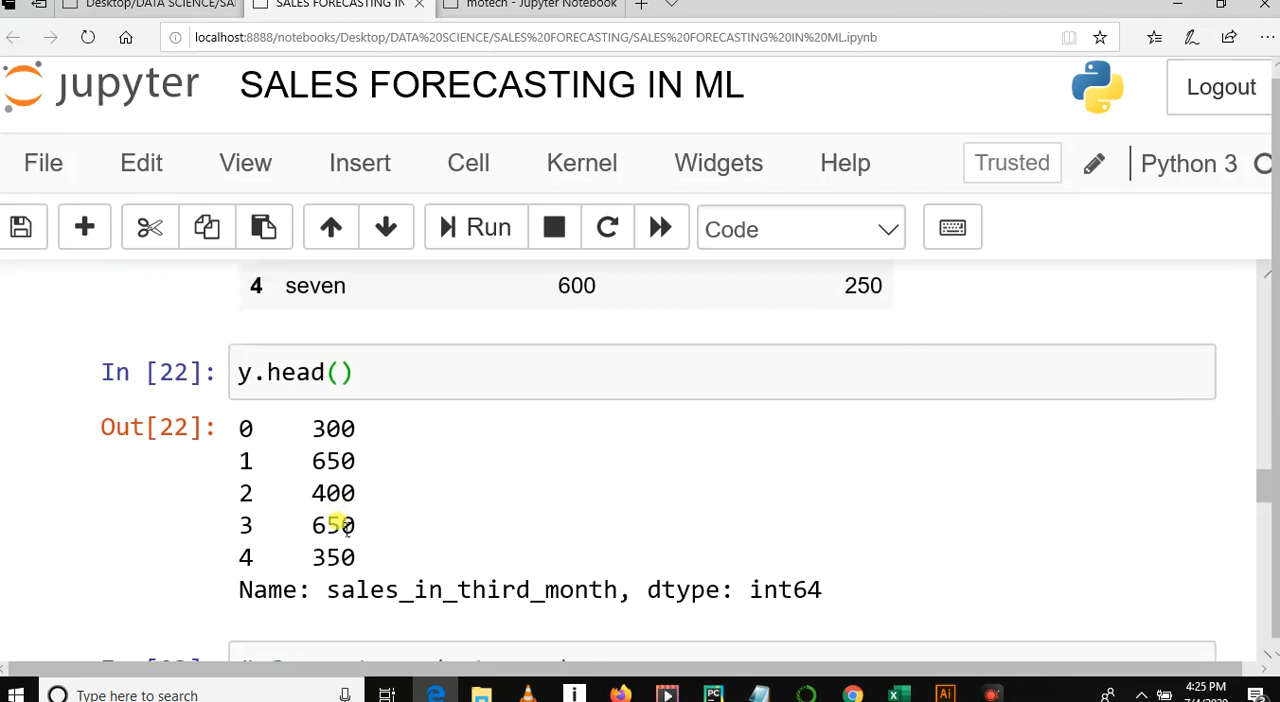 Desktop/DATA SCIENCE/SA
SALES FORECASTING IN
motech - Jupyter Notebook
localhost:8888/notebooks/Desktop/DATA%20SCIENCE/SALES%20FORECASTING/SALES%20FORECASTING%20IN%20ML.ipynb
jupyter SALES FORECASTING IN ML
Logout
File Edit View Insert Cell Kernel Widgets Help Trusted Python 3
Run Code
4 seven 600 250
In [22]: y.head()
Out[22]: 0 300
1 650
2 400
3 650
4 350
Name: sales_in_third_month, dtype: int64
Type here to search
4:25 PM